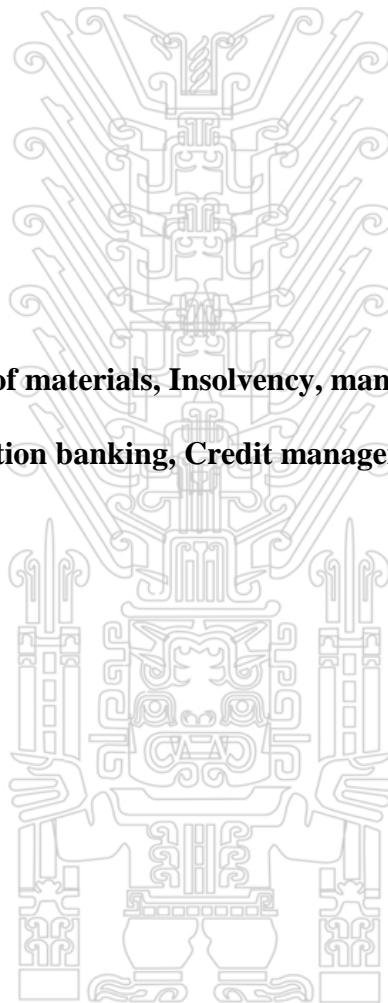 of materials, Insolvency, man
tion banking, Credit manage